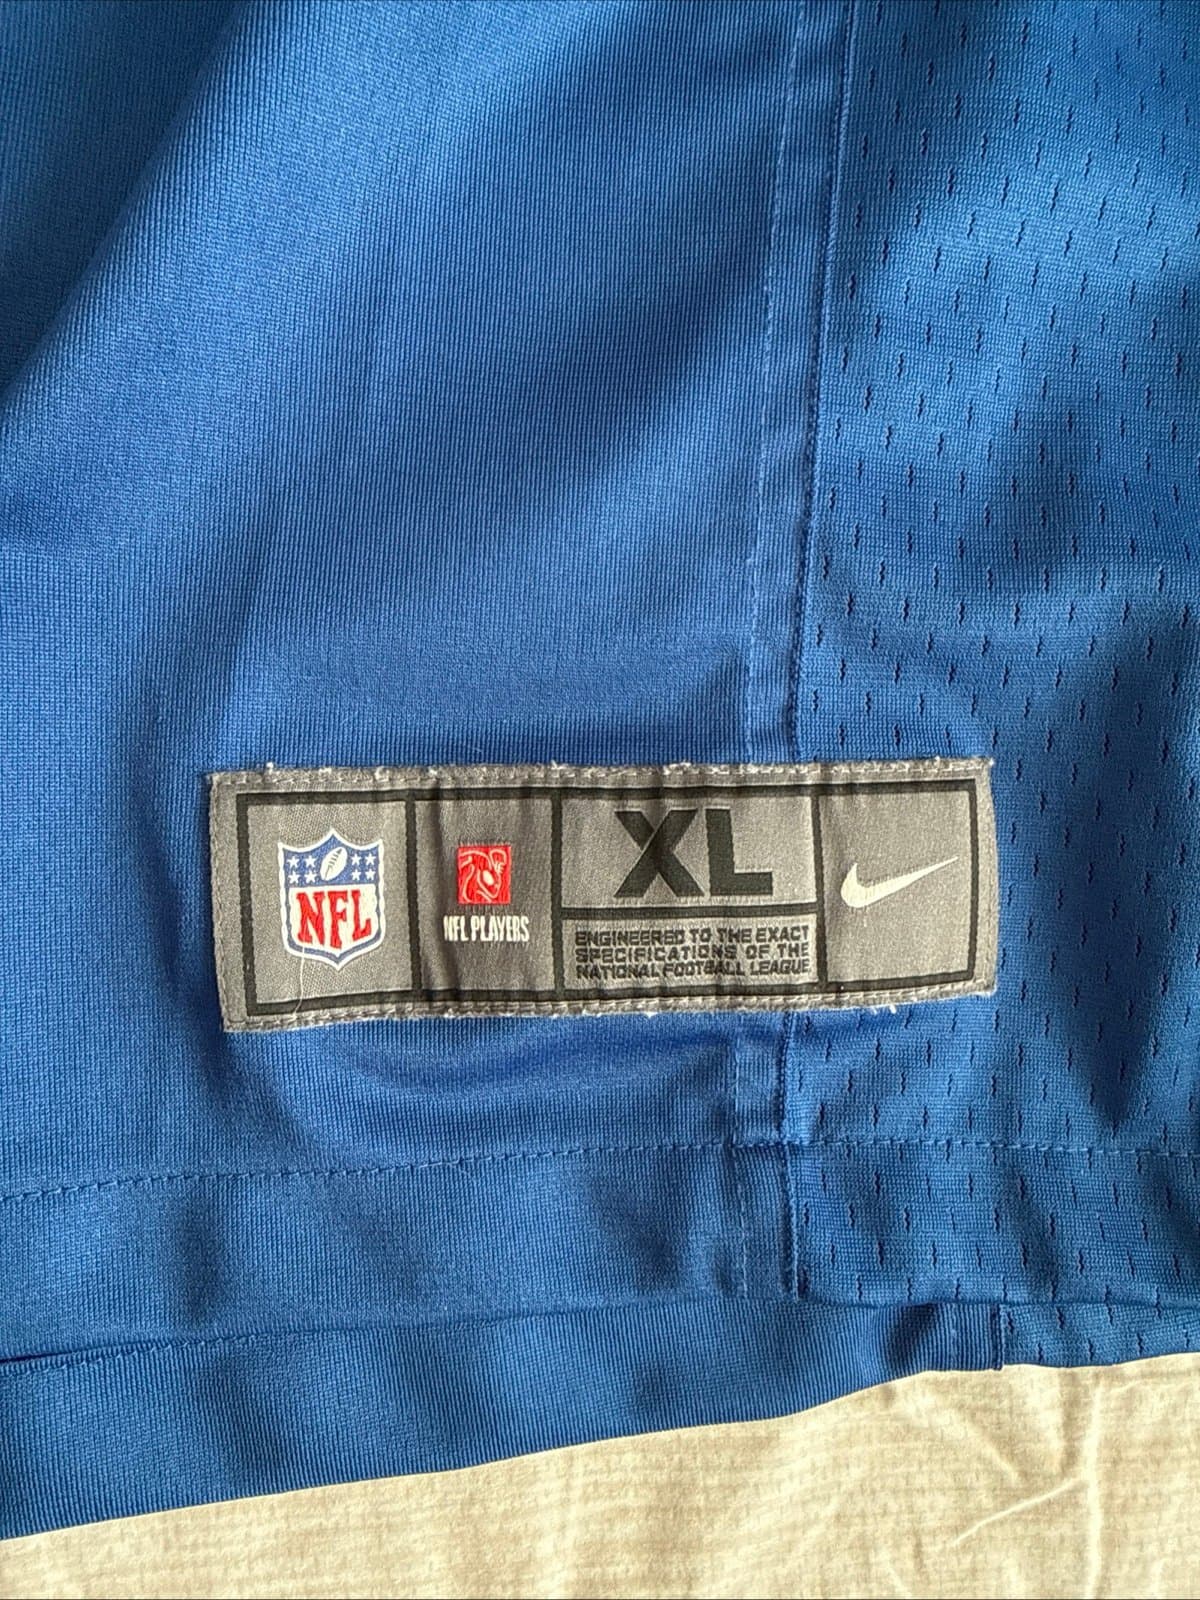 NFL
NFL PLAYERS
XL
ENGINEERED TO THE EXACT
SPECIFICATIONS OF THE
NATIONAL FOOTBALL LEAGUE